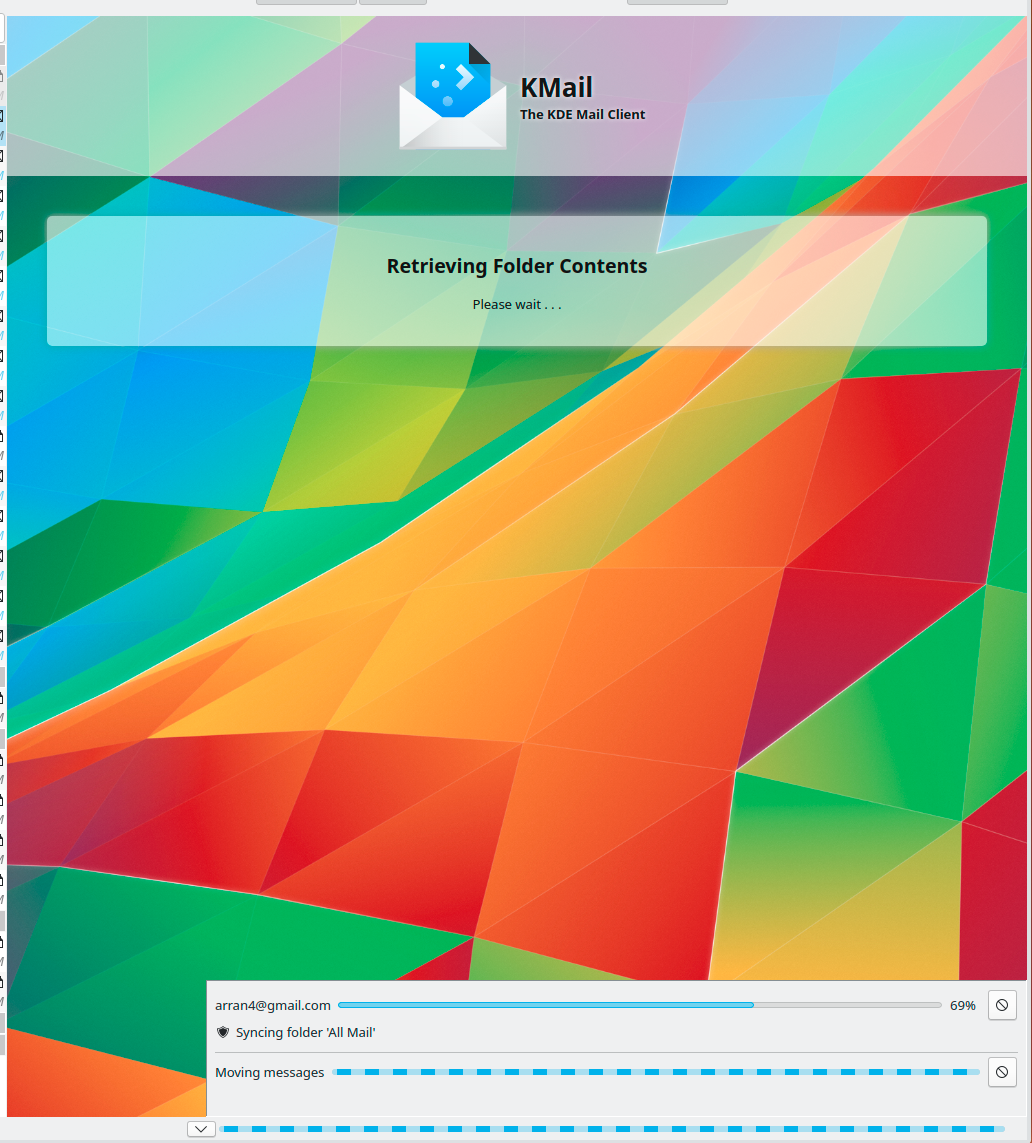 KMail
The KDE Mail Client
Retrieving Folder Contents
Please wait . . .
arran4@gmail.com 69%
Syncing folder 'All Mail'
Moving messages